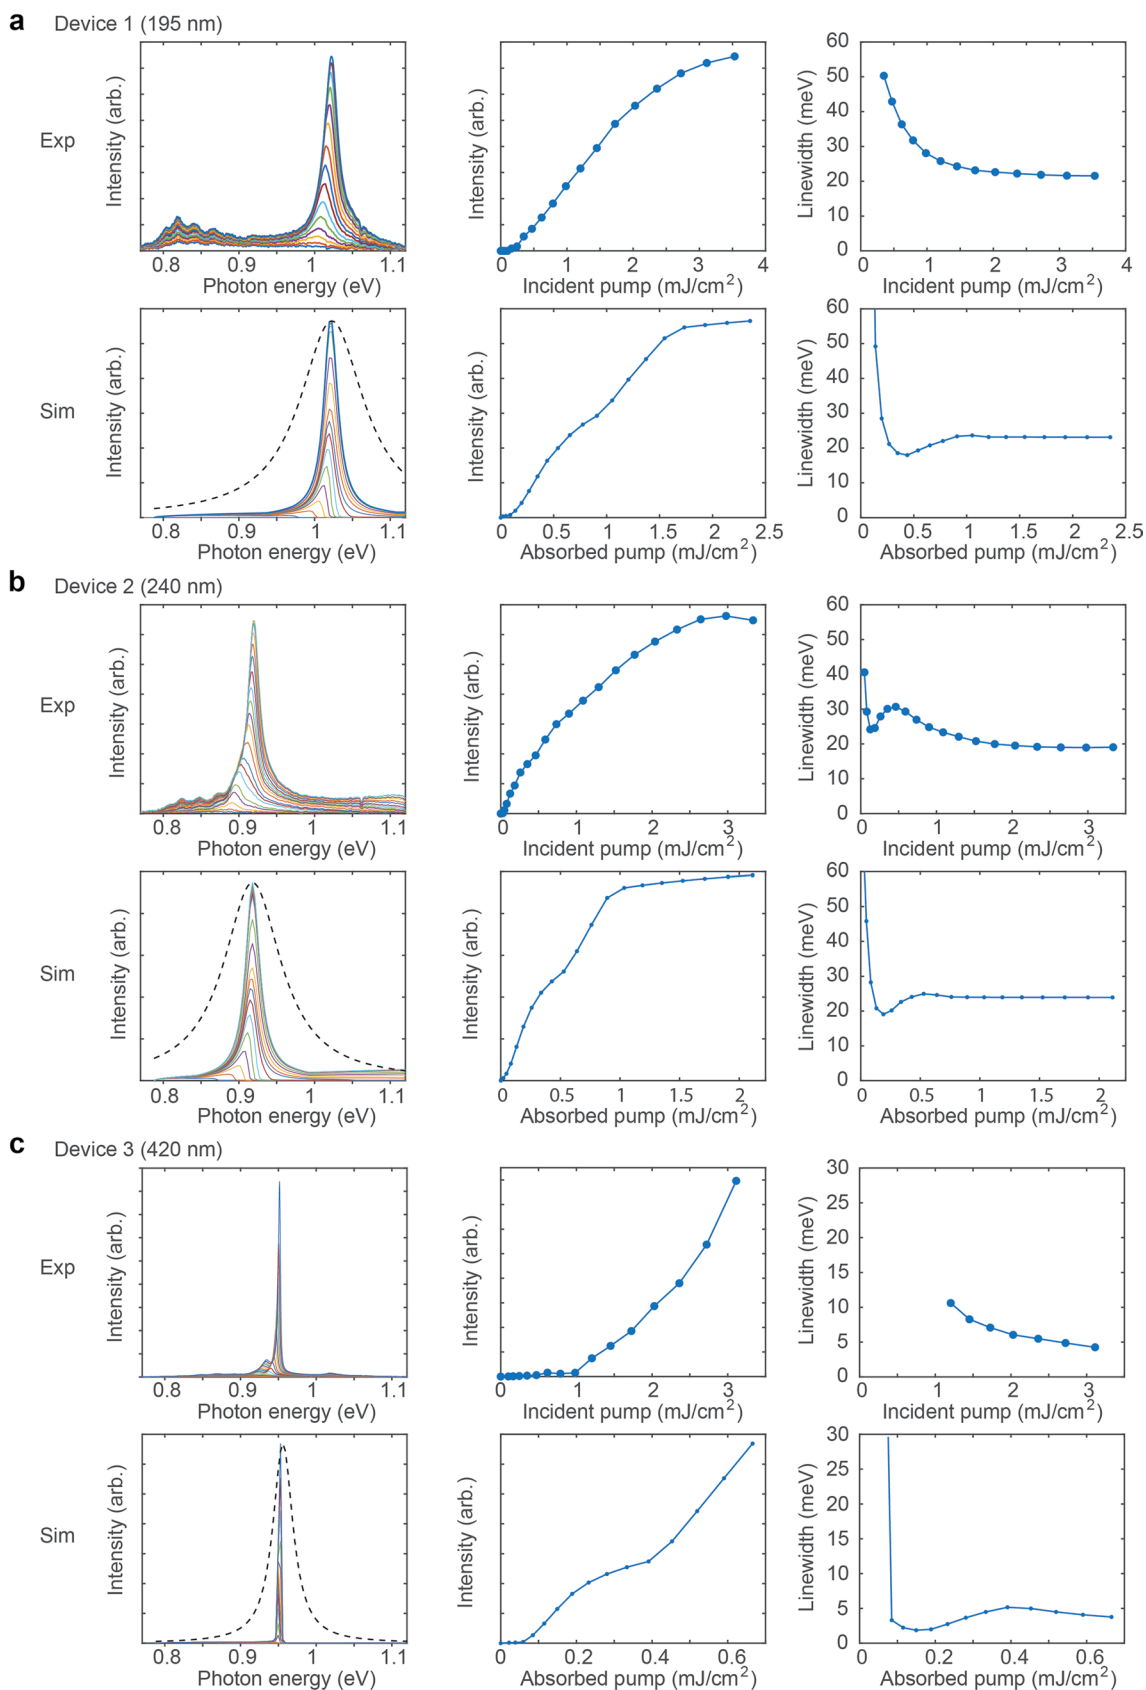 a Device 1 (195 nm)
Exp
Intensity (arb.)
0.8 0.9 1 1.1
Photon energy (eV)
Intensity (arb.)
0 1 2 3 4
Incident pump (mJ/cm²)
Linewidth (meV)
60
50
40
30
20
10
0
0 1 2 3 4
Incident pump (mJ/cm²)
Sim
Intensity (arb.)
0.8 0.9 1 1.1
Photon energy (eV)
Intensity (arb.)
0 0.5 1 1.5 2 2.5
Absorbed pump (mJ/cm²)
Linewidth (meV)
60
50
40
30
20
10
0
0 0.5 1 1.5 2 2.5
Absorbed pump (mJ/cm²)
b Device 2 (240 nm)
Exp
Intensity (arb.)
0.8 0.9 1 1.1
Photon energy (eV)
Intensity (arb.)
0 1 2 3
Incident pump (mJ/cm²)
Linewidth (meV)
60
50
40
30
20
10
0
0 1 2 3
Incident pump (mJ/cm²)
Sim
Intensity (arb.)
0.8 0.9 1 1.1
Photon energy (eV)
Intensity (arb.)
0 0.5 1 1.5 2
Absorbed pump (mJ/cm²)
Linewidth (meV)
60
50
40
30
20
10
0
0 0.5 1 1.5 2
Absorbed pump (mJ/cm²)
c Device 3 (420 nm)
Exp
Intensity (arb.)
0.8 0.9 1 1.1
Photon energy (eV)
Intensity (arb.)
0 1 2 3
Incident pump (mJ/cm²)
Linewidth (meV)
30
25
20
15
10
5
0
0 1 2 3
Incident pump (mJ/cm²)
Sim
Intensity (arb.)
0.8 0.9 1 1.1
Photon energy (eV)
Intensity (arb.)
0 0.2 0.4 0.6
Absorbed pump (mJ/cm²)
Linewidth (meV)
30
25
20
15
10
5
0
0 0.2 0.4 0.6
Absorbed pump (mJ/cm²)